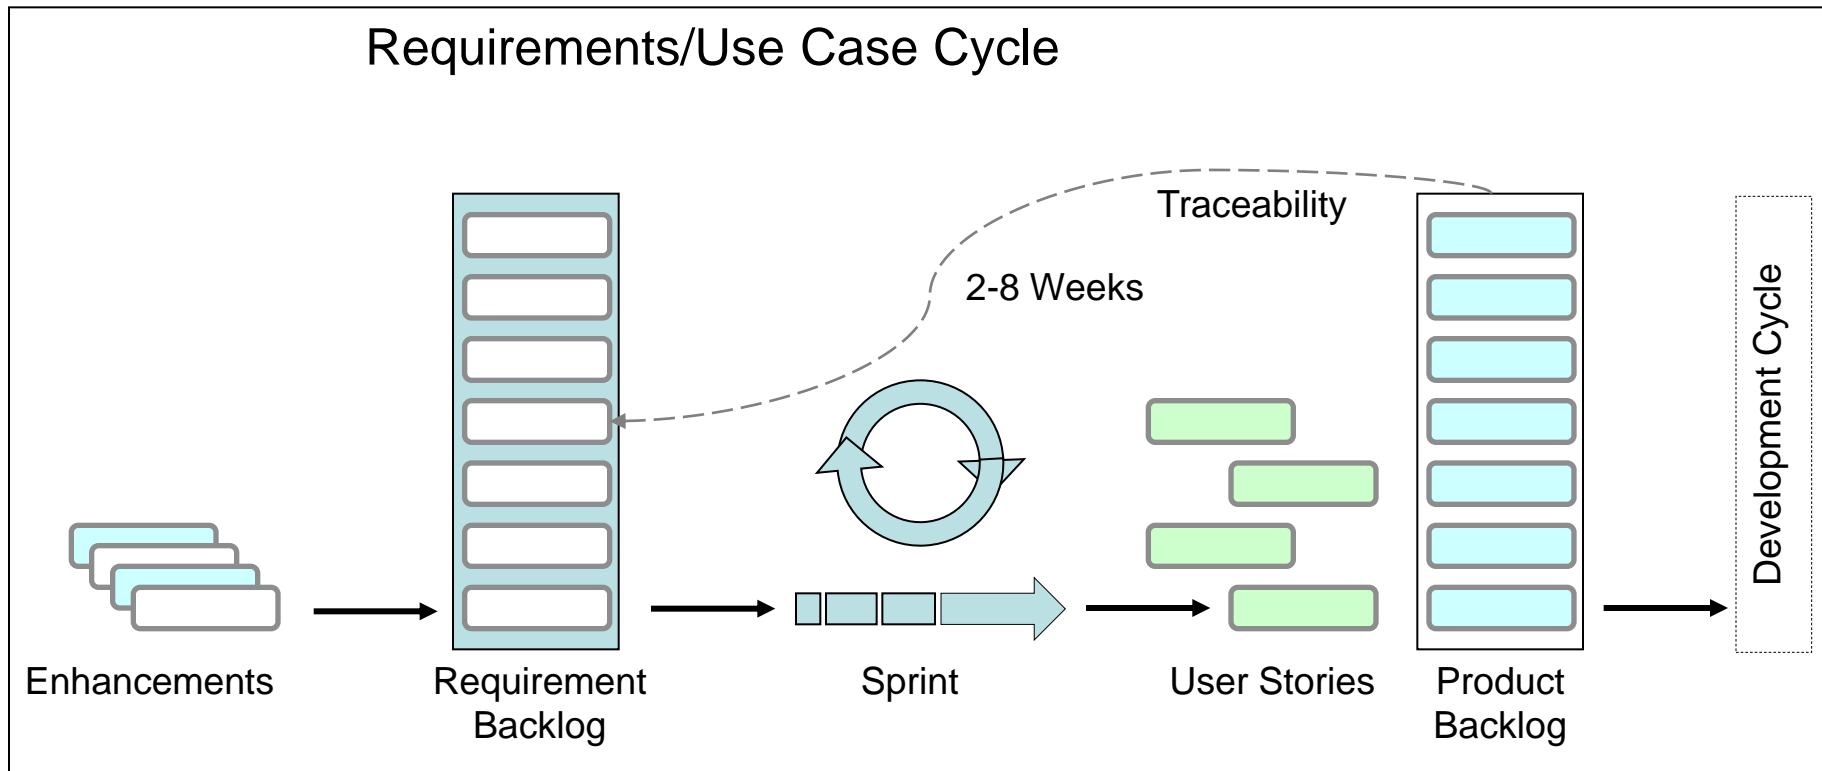 Requirements/Use Case Cycle
Traceability
2-8 Weeks
Development Cycle
Enhancements
Requirement
Backlog
Sprint
User Stories
Product
Backlog